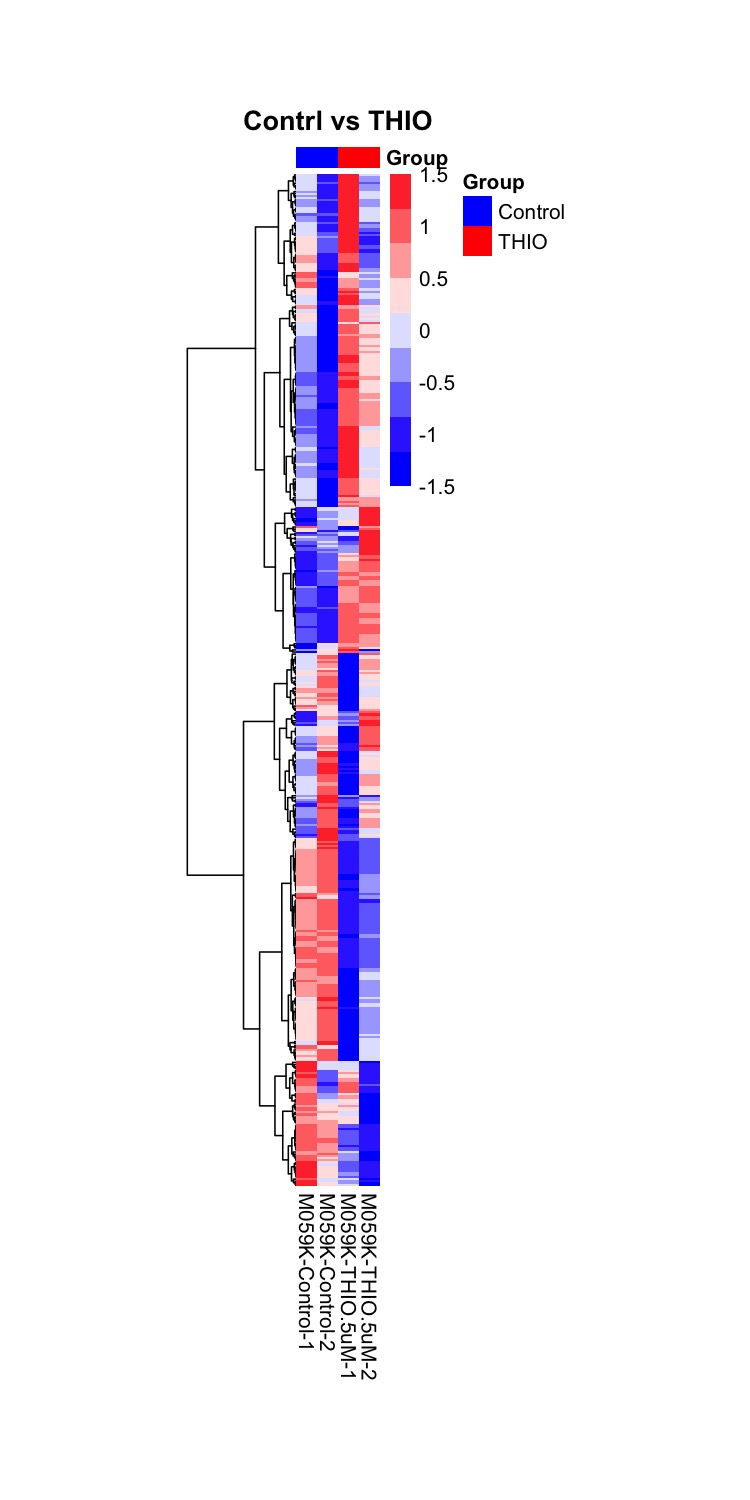 Contrl vs THIO
Group
1.5
1
0.5
0
-0.5
-1
-1.5
Group
Control
THIO
M059K-Control-1
M059K-Control-2
M059K-THIO.5uM-1
M059K-THIO.5uM-2